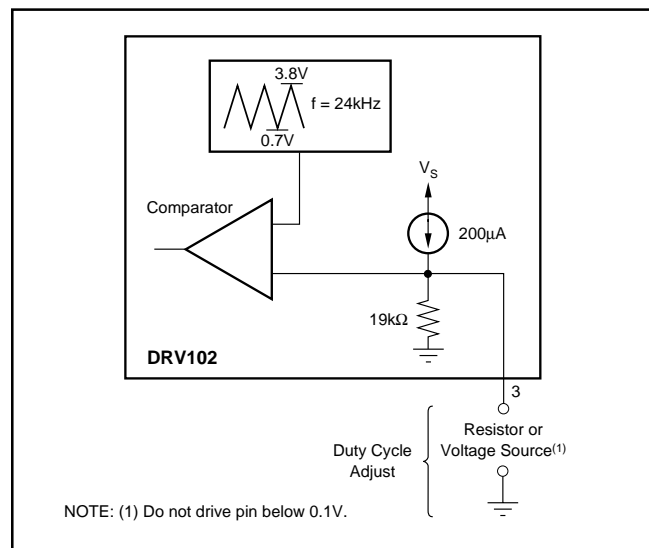 3.8V
f = 24kHz
0.7V
V_S
Comparator
200µA
19kΩ
DRV102
3
Duty Cycle
Adjust
Resistor or
Voltage Source(1)
NOTE: (1) Do not drive pin below 0.1V.